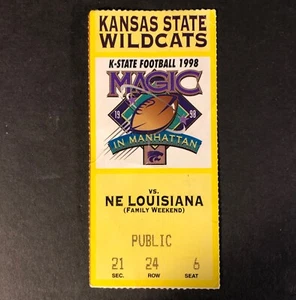 KANSAS STATE
WILDCATS
K-STATE FOOTBALL 1998
MAGIC
19 98
IN MANHATTAN
VS.
NE LOUISIANA
(FAMILY WEEKEND)
PUBLIC
21 24 6
SEC. ROW SEAT